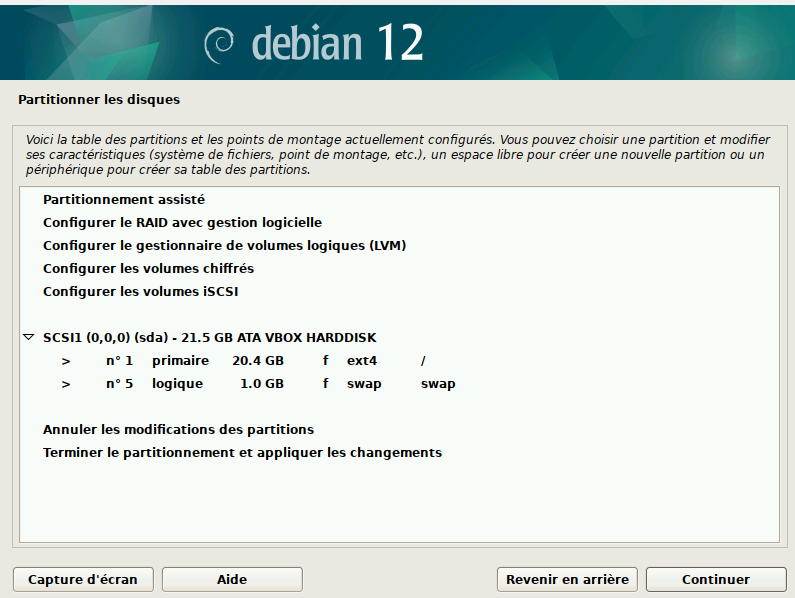 debian 12
Partitionner les disques
Voici la table des partitions et les points de montage actuellement configurés. Vous pouvez choisir une partition et modifier
ses caractéristiques (système de fichiers, point de montage, etc.), un espace libre pour créer une nouvelle partition ou un
périphérique pour créer sa table des partitions.
Partitionnement assisté
Configurer le RAID avec gestion logicielle
Configurer le gestionnaire de volumes logiques (LVM)
Configurer les volumes chiffrés
Configurer les volumes iSCSI
SCSI1 (0,0,0) (sda) - 21.5 GB ATA VBOX HARDDISK
> n° 1 primaire 20.4 GB f ext4 /
> n° 5 logique 1.0 GB f swap swap
Annuler les modifications des partitions
Terminer le partitionnement et appliquer les changements
Capture d'écran Aide Revenir en arrière Continuer